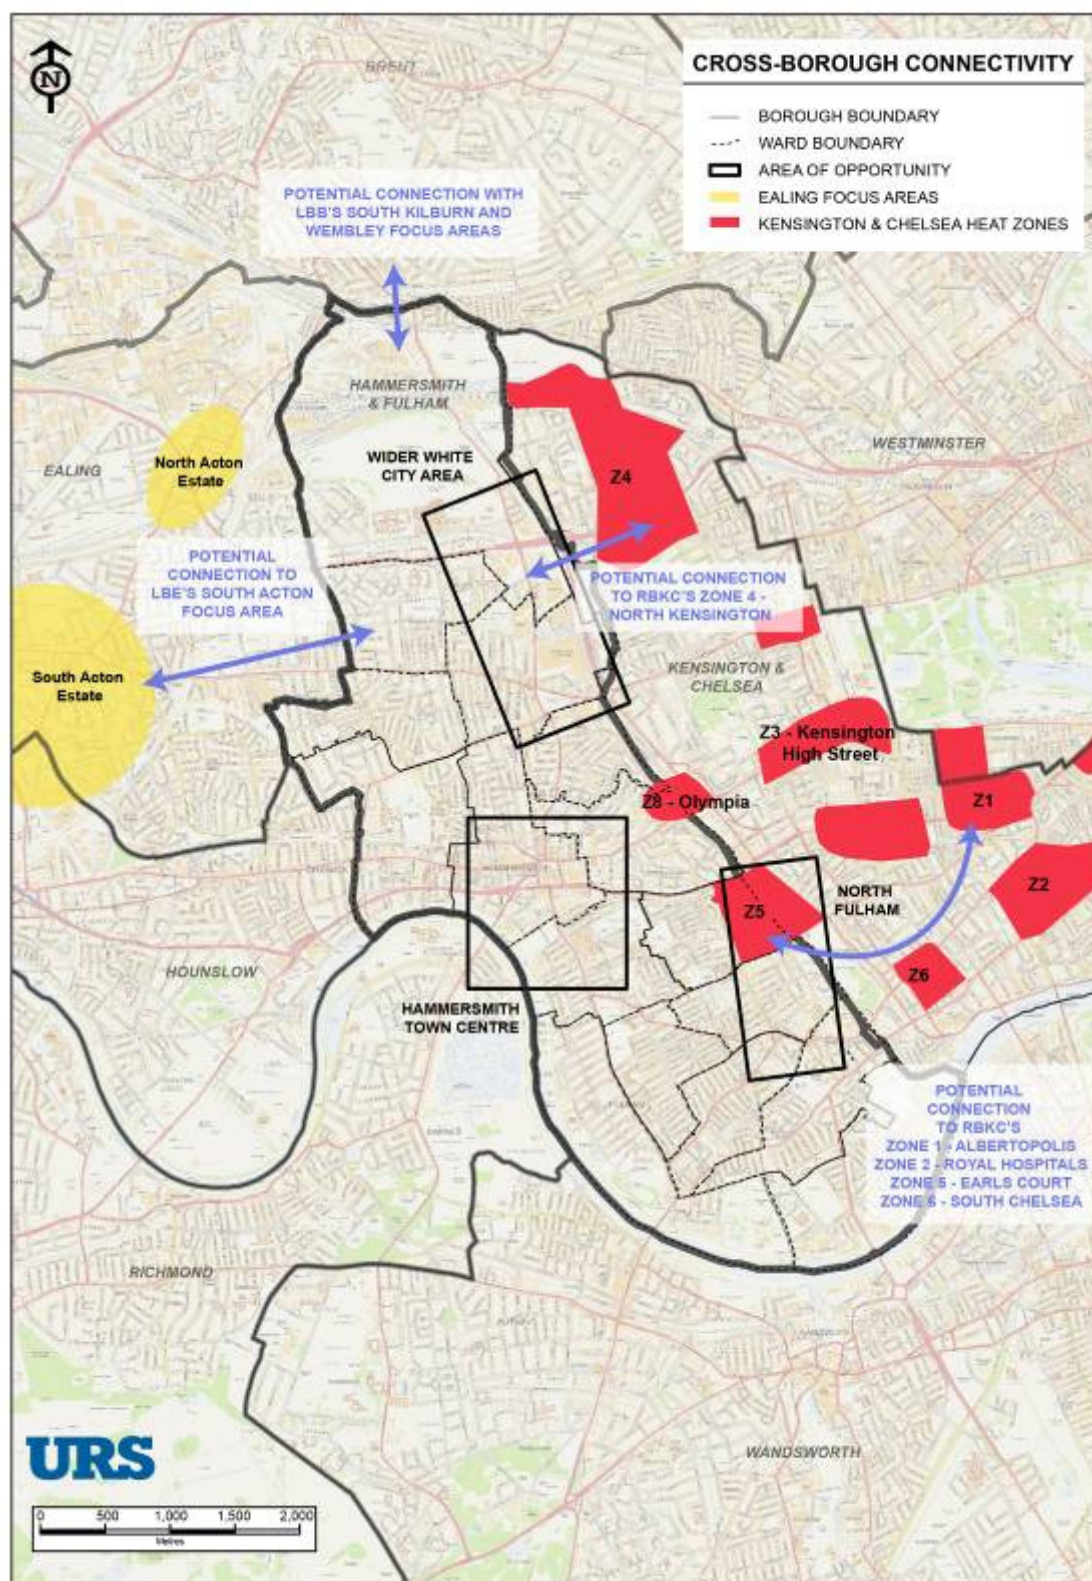 N
BRENT
CROSS-BOROUGH CONNECTIVITY
BOROUGH BOUNDARY
WARD BOUNDARY
AREA OF OPPORTUNITY
EALING FOCUS AREAS
KENSINGTON & CHELSEA HEAT ZONES
POTENTIAL CONNECTION WITH
LBB'S SOUTH KILBURN AND
WEMBLEY FOCUS AREAS
HAMMERSMITH
& FULHAM
WESTMINSTER
WIDER WHITE
CITY AREA
EALING
North Acton
Estate
Z4
POTENTIAL
CONNECTION TO
LBE'S SOUTH ACTON
FOCUS AREA
POTENTIAL CONNECTION
TO RBKC'S ZONE 4 -
NORTH KENSINGTON
South Acton
Estate
KENSINGTON &
CHELSEA
Z3 - Kensington
High Street
Z8 - Olympia
Z1
Z2
Z5
NORTH
FULHAM
Z6
HOUNSLOW
HAMMERSMITH
TOWN CENTRE
POTENTIAL
CONNECTION
TO RBKC'S
ZONE 1 - ALBERTOPOLIS
ZONE 2 - ROYAL HOSPITALS
ZONE 5 - EARLS COURT
ZONE 6 - SOUTH CHELSEA
RICHMOND
WANDSWORTH
URS
0 500 1,000 1,500 2,000
Metres